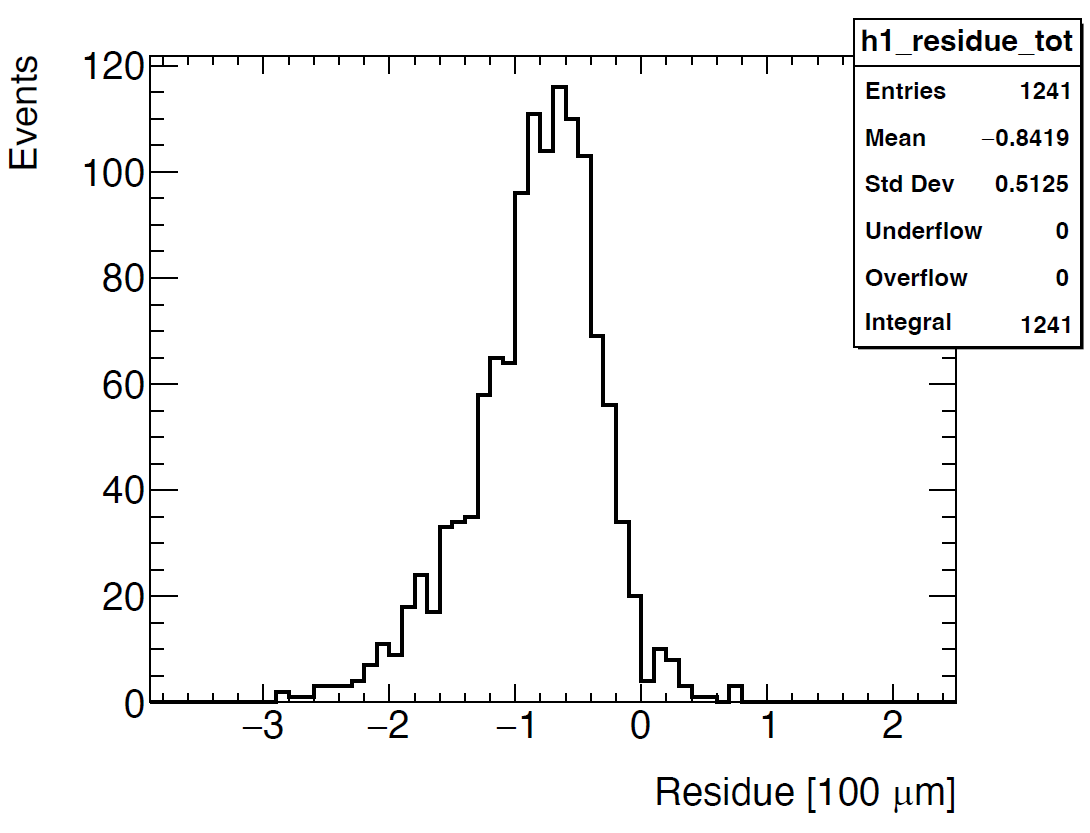 h1_residue_tot
Entries 1241
Mean −0.8419
Std Dev 0.5125
Underflow 0
Overflow 0
Integral 1241
Events
120
100
80
60
40
20
0
−3 −2 −1 0 1 2
Residue [100 μm]